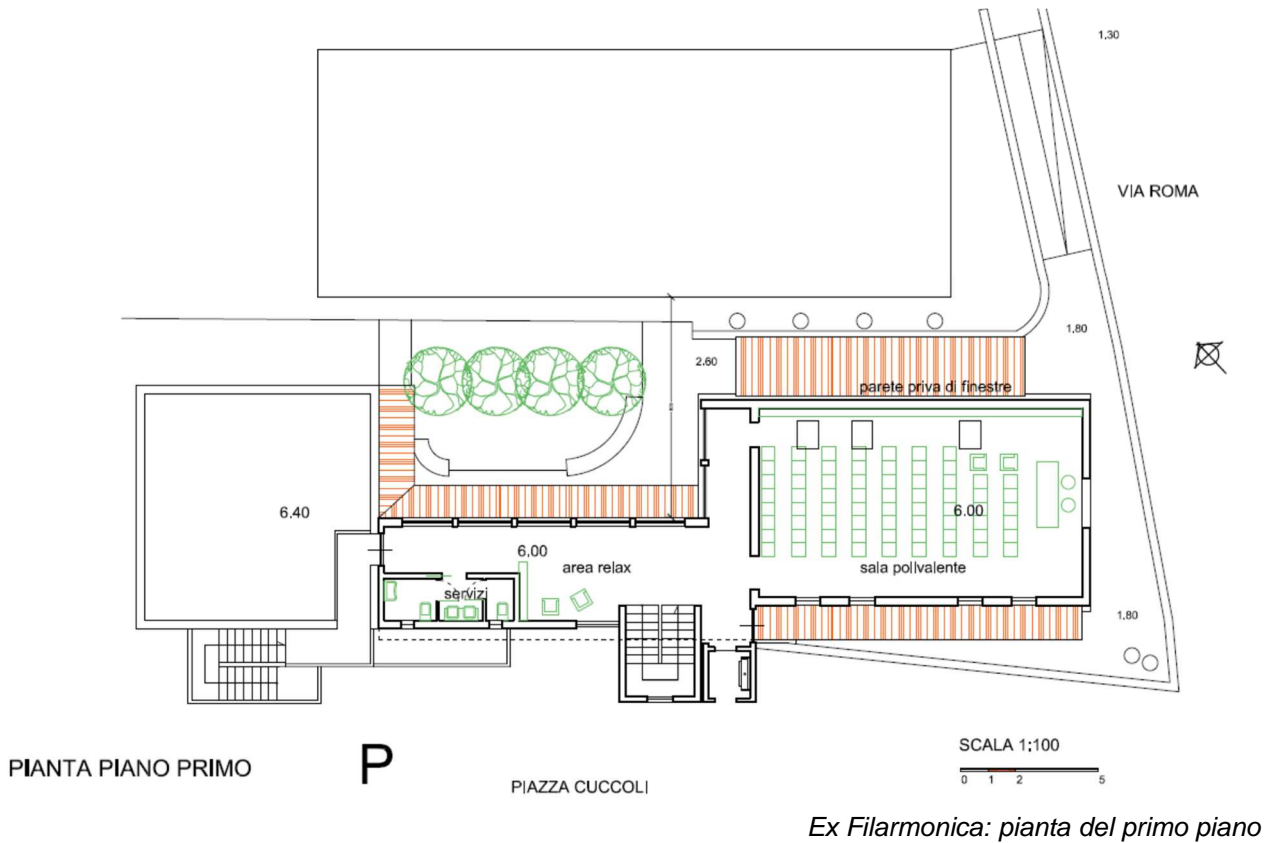 1,30
VIA ROMA
1,80
2.60
parete priva di finestre
6.40
6.00
6,00
area relax
sala polivalente
servizi
1,80
SCALA 1:100
0 1 2 5
PIANTA PIANO PRIMO
P
PIAZZA CUCCOLI
Ex Filarmonica: pianta del primo piano